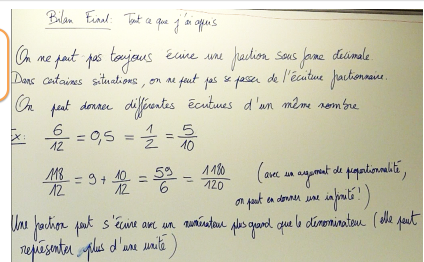 Bilan Final: Tout ce que j'ai appris
On ne peut pas toujours écrire une fraction sous forme décimale
Dans certaines situations, on ne peut pas se passer de l'écriture fractionnaire.
On peut donner différentes écritures d'un même nombre
Ex: 6/12 = 0,5 = 1/2 = 5/10
118/12 = 9 + 10/12 = 59/6 = 1180/120 (avec un argument de proportionnalité,
on peut en donner une infinité!)
Une fraction peut s'écrire avec un numérateur plus grand que le dénominateur (elle peut
représenter plus d'une unité)